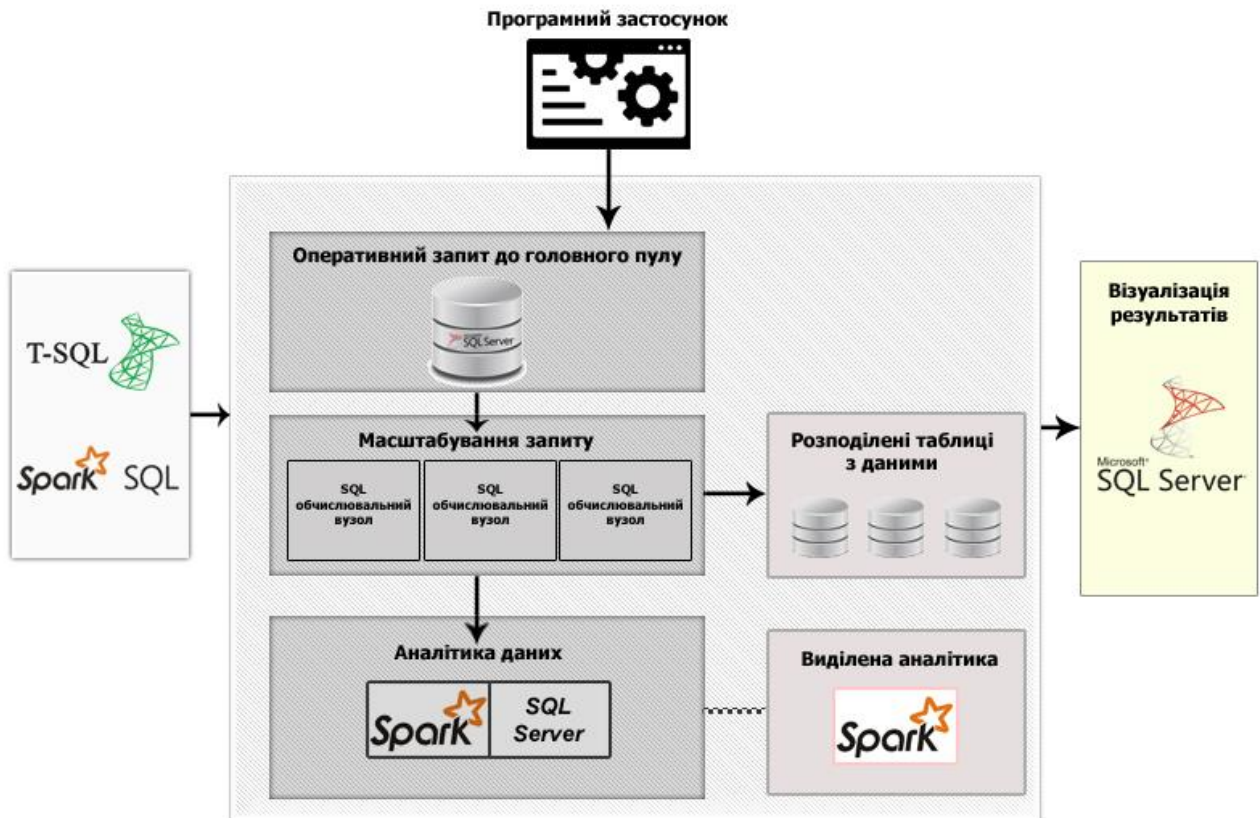 Програмний застосунок
Оперативний запит до головного пулу
SQL Server
T-SQL
Spark SQL
Масштабування запиту
SQL
обчислювальний
вузол
SQL
обчислювальний
вузол
SQL
обчислювальний
вузол
Розподілені таблиці
з даними
Візуалізація
результатів
Microsoft®
SQL Server
Аналітика даних
Spark
SQL
Server
Виділена аналітика
Spark